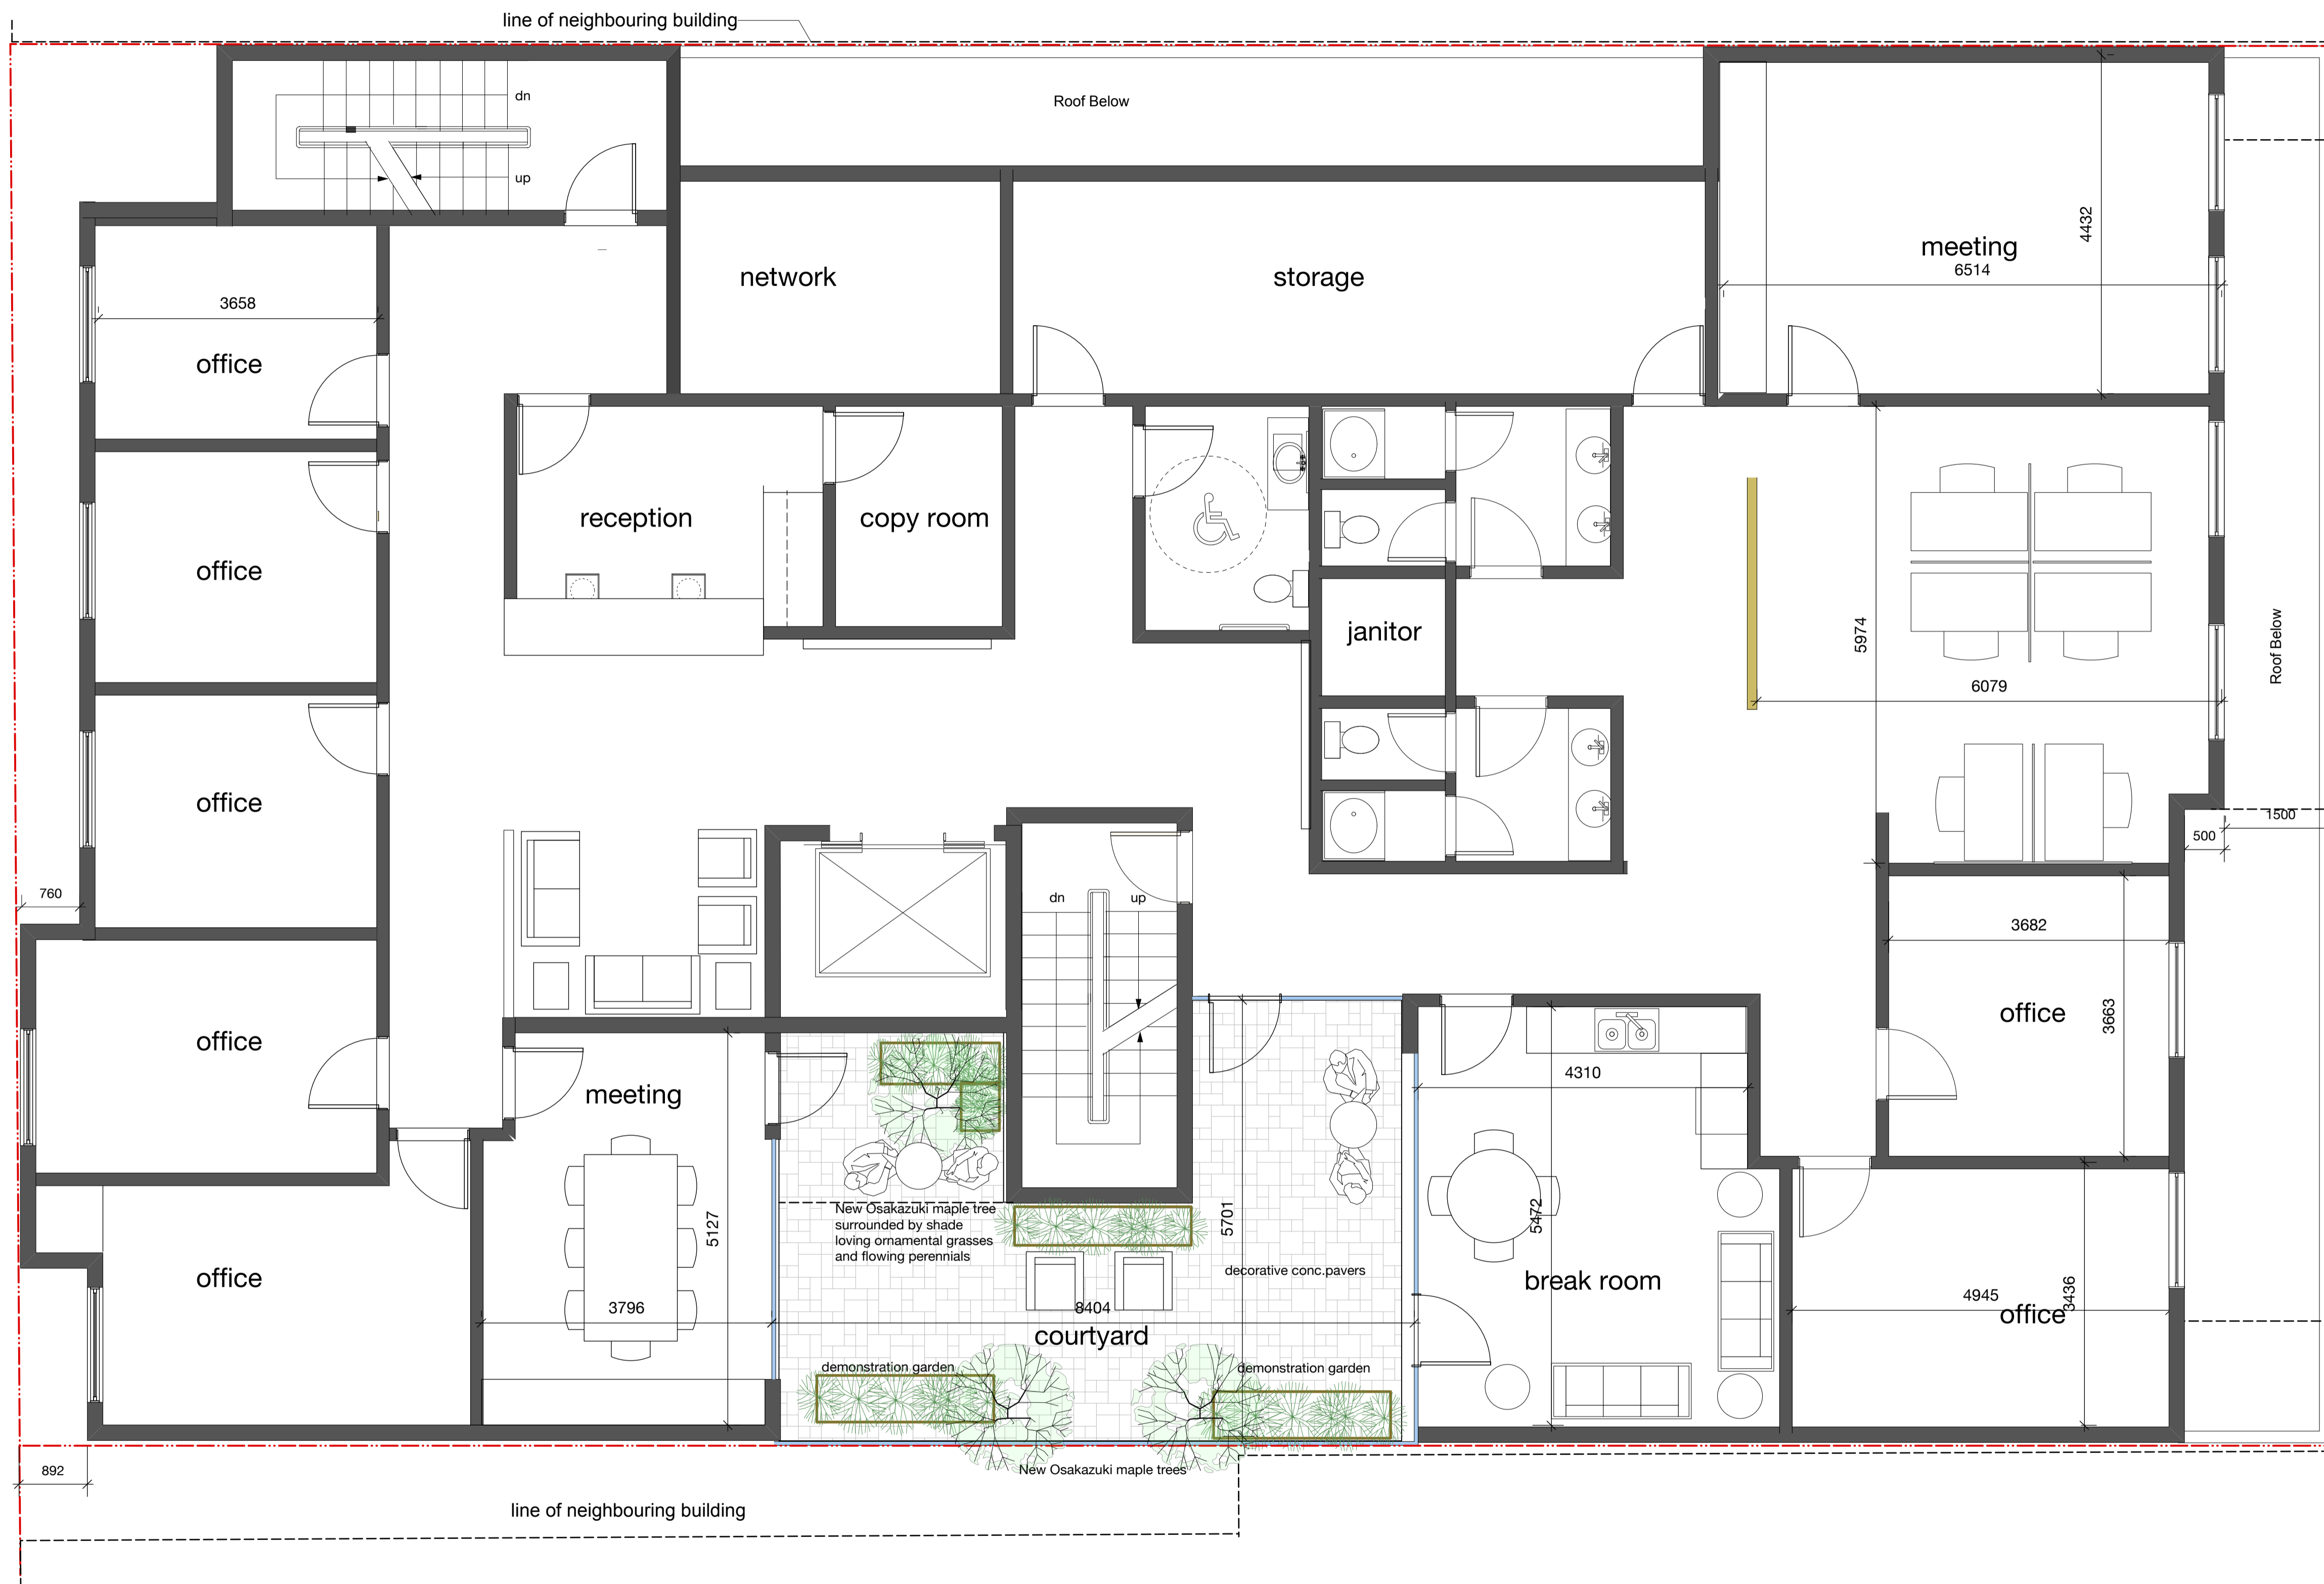 line of neighbouring building
Roof Below
dn
up
network
storage
meeting
6514
4432
3658
office
reception
copy room
office
janitor
5974
6079
Roof Below
office
760
dn
up
1500
500
3682
office
3663
office
meeting
4310
5127
New Osakazuki maple tree
surrounded by shade
loving ornamental grasses
and flowing perennials
5701
5472
decorative conc.pavers
break room
office
3796
8404
courtyard
4945
3436
office
demonstration garden
demonstration garden
892
New Osakazuki maple trees
line of neighbouring building